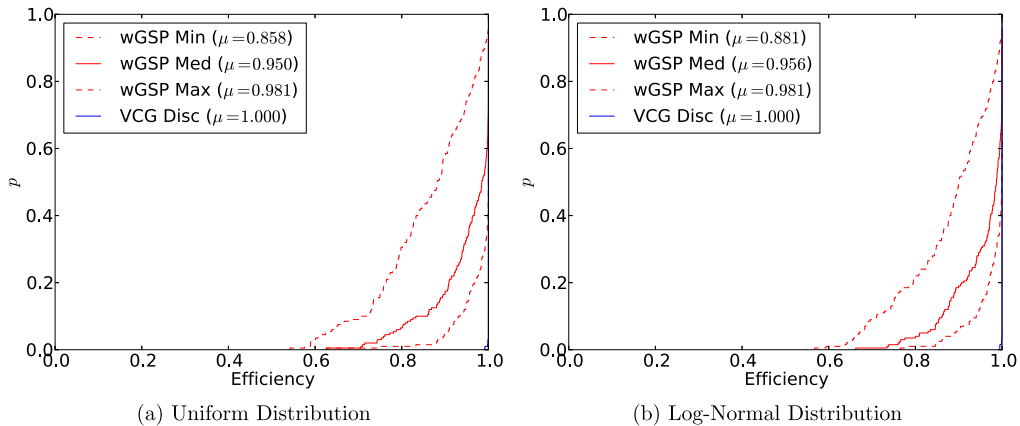 1.0
0.8
0.6
0.4
0.2
0.0
p
wGSP Min (μ=0.858)
wGSP Med (μ=0.950)
wGSP Max (μ=0.981)
VCG Disc (μ=1.000)
0.0 0.2 0.4 0.6 0.8 1.0
Efficiency
(a) Uniform Distribution
1.0
0.8
0.6
0.4
0.2
0.0
p
wGSP Min (μ=0.881)
wGSP Med (μ=0.956)
wGSP Max (μ=0.981)
VCG Disc (μ=1.000)
0.0 0.2 0.4 0.6 0.8 1.0
Efficiency
(b) Log-Normal Distribution